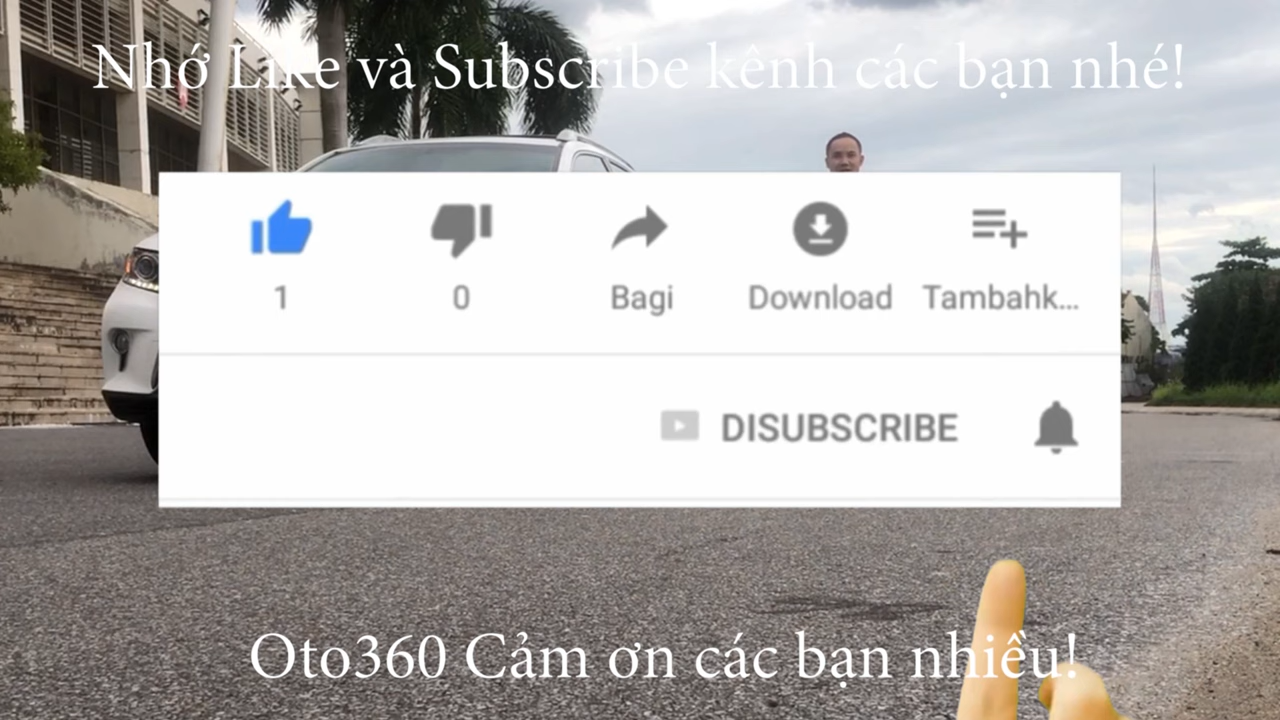 Nhớ Like và Subscribe kênh các bạn nhé!
1 0 Bagi Download Tambahk...
DISUBSCRIBE
Oto360 Cảm ơn các bạn nhiều!